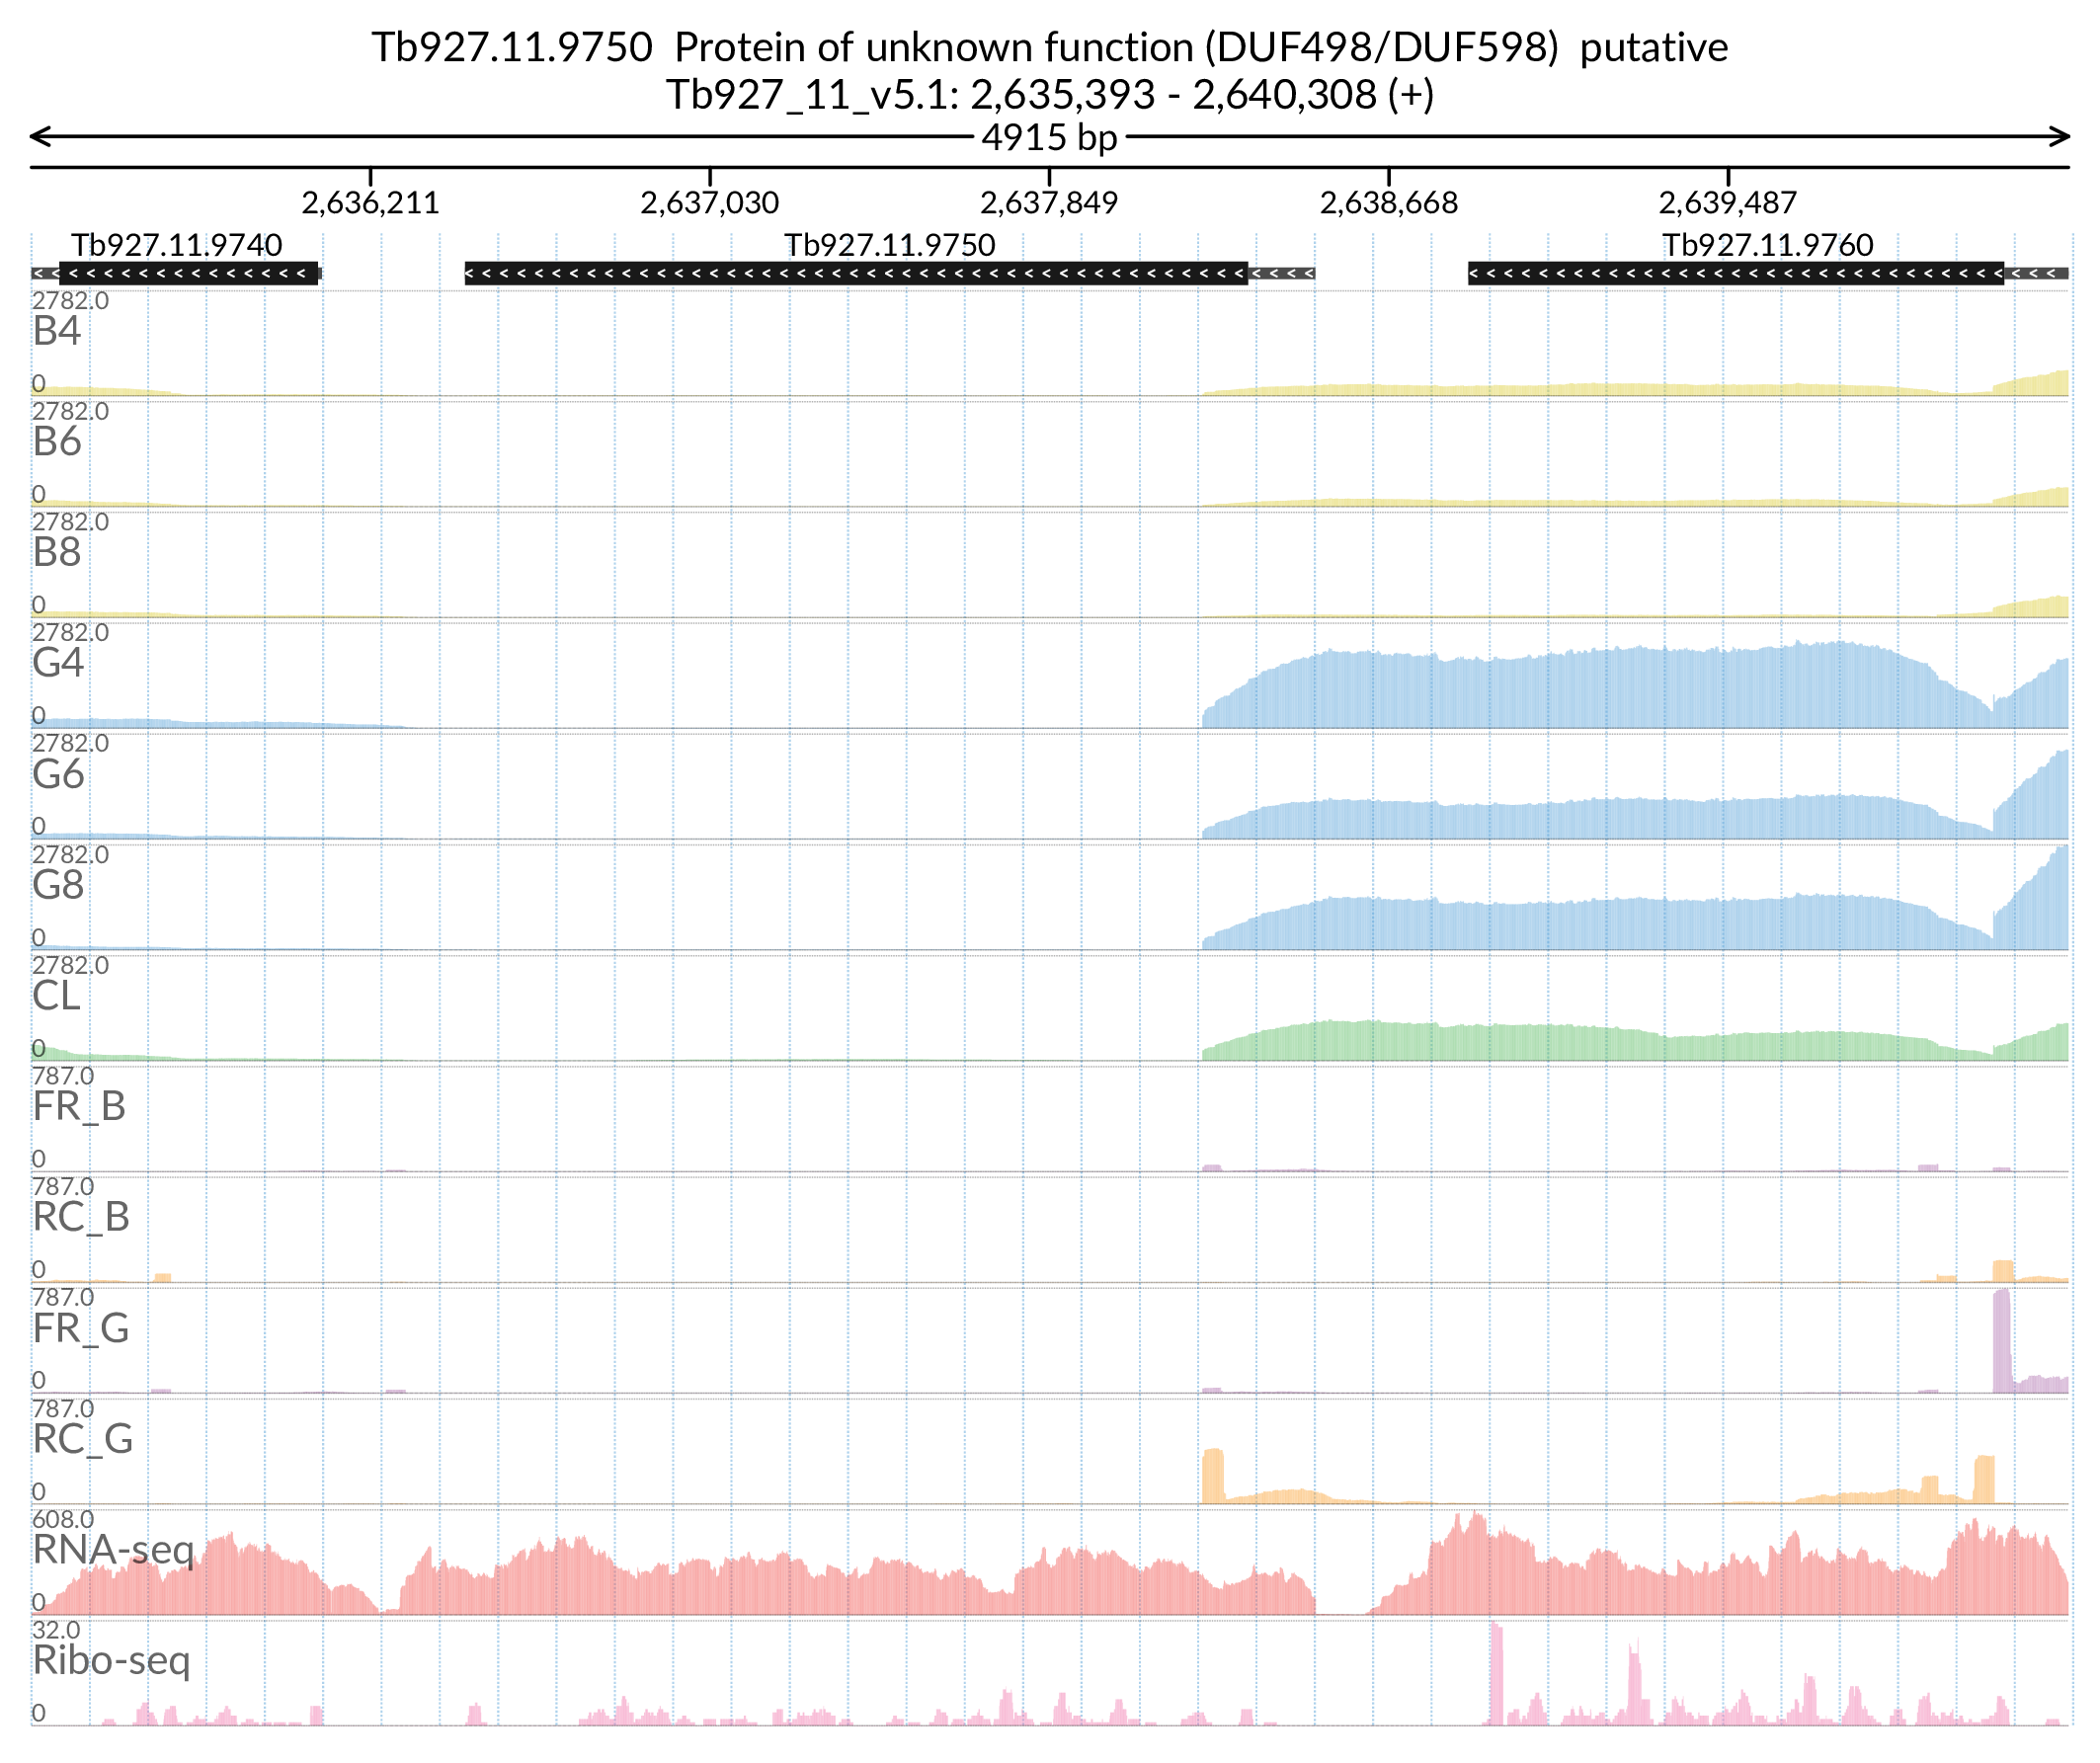 Tb927.11.9750  Protein of unknown function (DUF498/DUF598)  putative
Tb927_11_v5.1: 2,635,393 - 2,640,308 (+)
4915 bp
2,636,211 2,637,030 2,637,849 2,638,668 2,639,487
Tb927.11.9740 Tb927.11.9750 Tb927.11.9760
2782.0
B4
0
2782.0
B6
0
2782.0
B8
0
2782.0
G4
0
2782.0
G6
0
2782.0
G8
0
2782.0
CL
0
787.0
FR_B
0
787.0
RC_B
0
787.0
FR_G
0
787.0
RC_G
0
608.0
RNA-seq
0
32.0
Ribo-seq
0